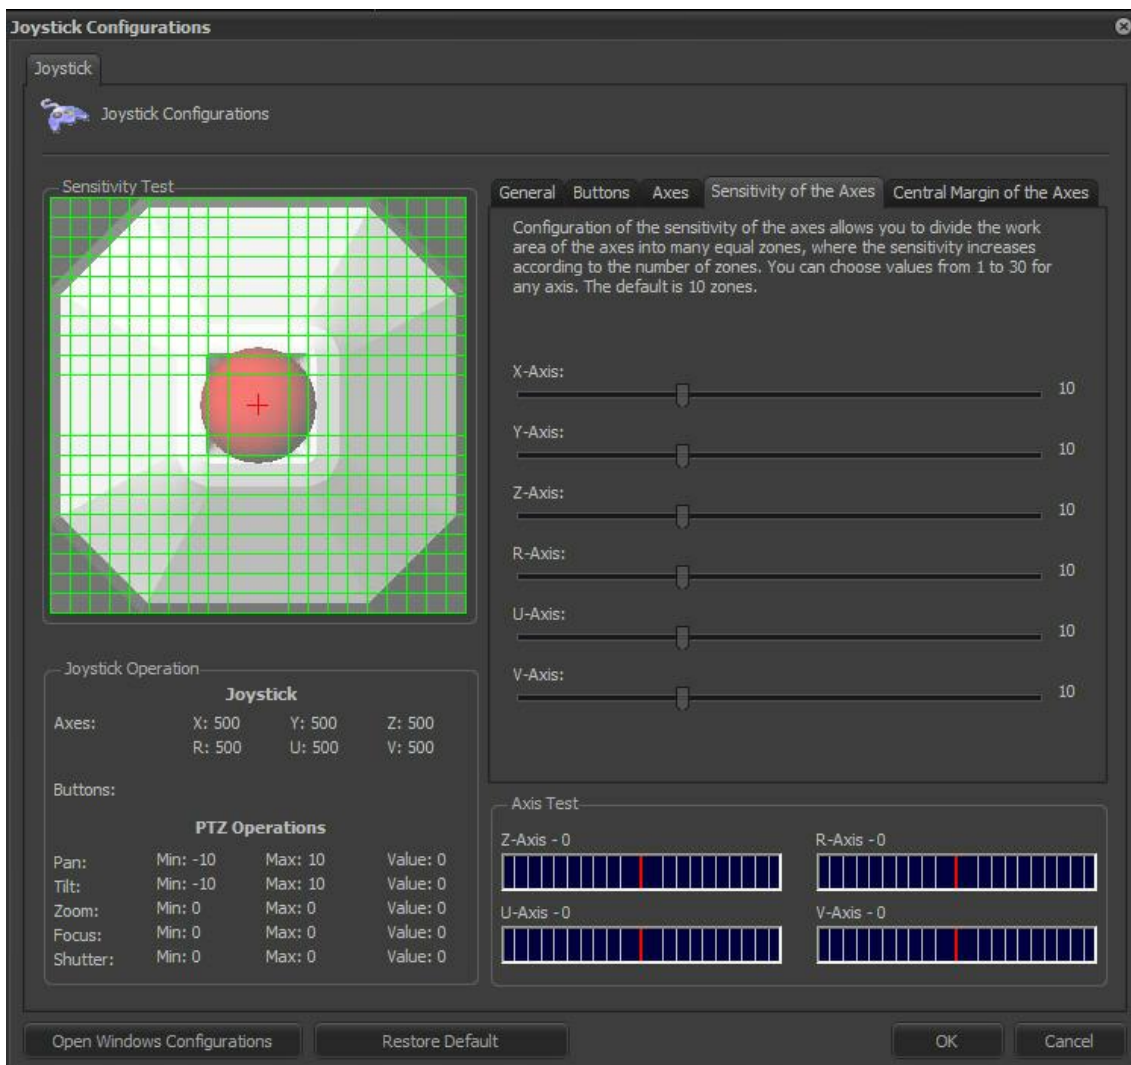 Joystick Configurations
Joystick
Joystick Configurations
Sensitivity Test
General Buttons Axes Sensitivity of the Axes Central Margin of the Axes
Configuration of the sensitivity of the axes allows you to divide the work
area of the axes into many equal zones, where the sensitivity increases
according to the number of zones. You can choose values from 1 to 30 for
any axis. The default is 10 zones.
X-Axis:
10
Y-Axis:
10
Z-Axis:
10
R-Axis:
10
U-Axis:
10
V-Axis:
10
Joystick Operation
Joystick
Axes: X: 500 Y: 500 Z: 500
R: 500 U: 500 V: 500
Buttons:
PTZ Operations
Pan: Min: -10 Max: 10 Value: 0
Tilt: Min: -10 Max: 10 Value: 0
Zoom: Min: 0 Max: 0 Value: 0
Focus: Min: 0 Max: 0 Value: 0
Shutter: Min: 0 Max: 0 Value: 0
Axis Test
Z-Axis - 0 R-Axis - 0
U-Axis - 0 V-Axis - 0
Open Windows Configurations Restore Default OK Cancel